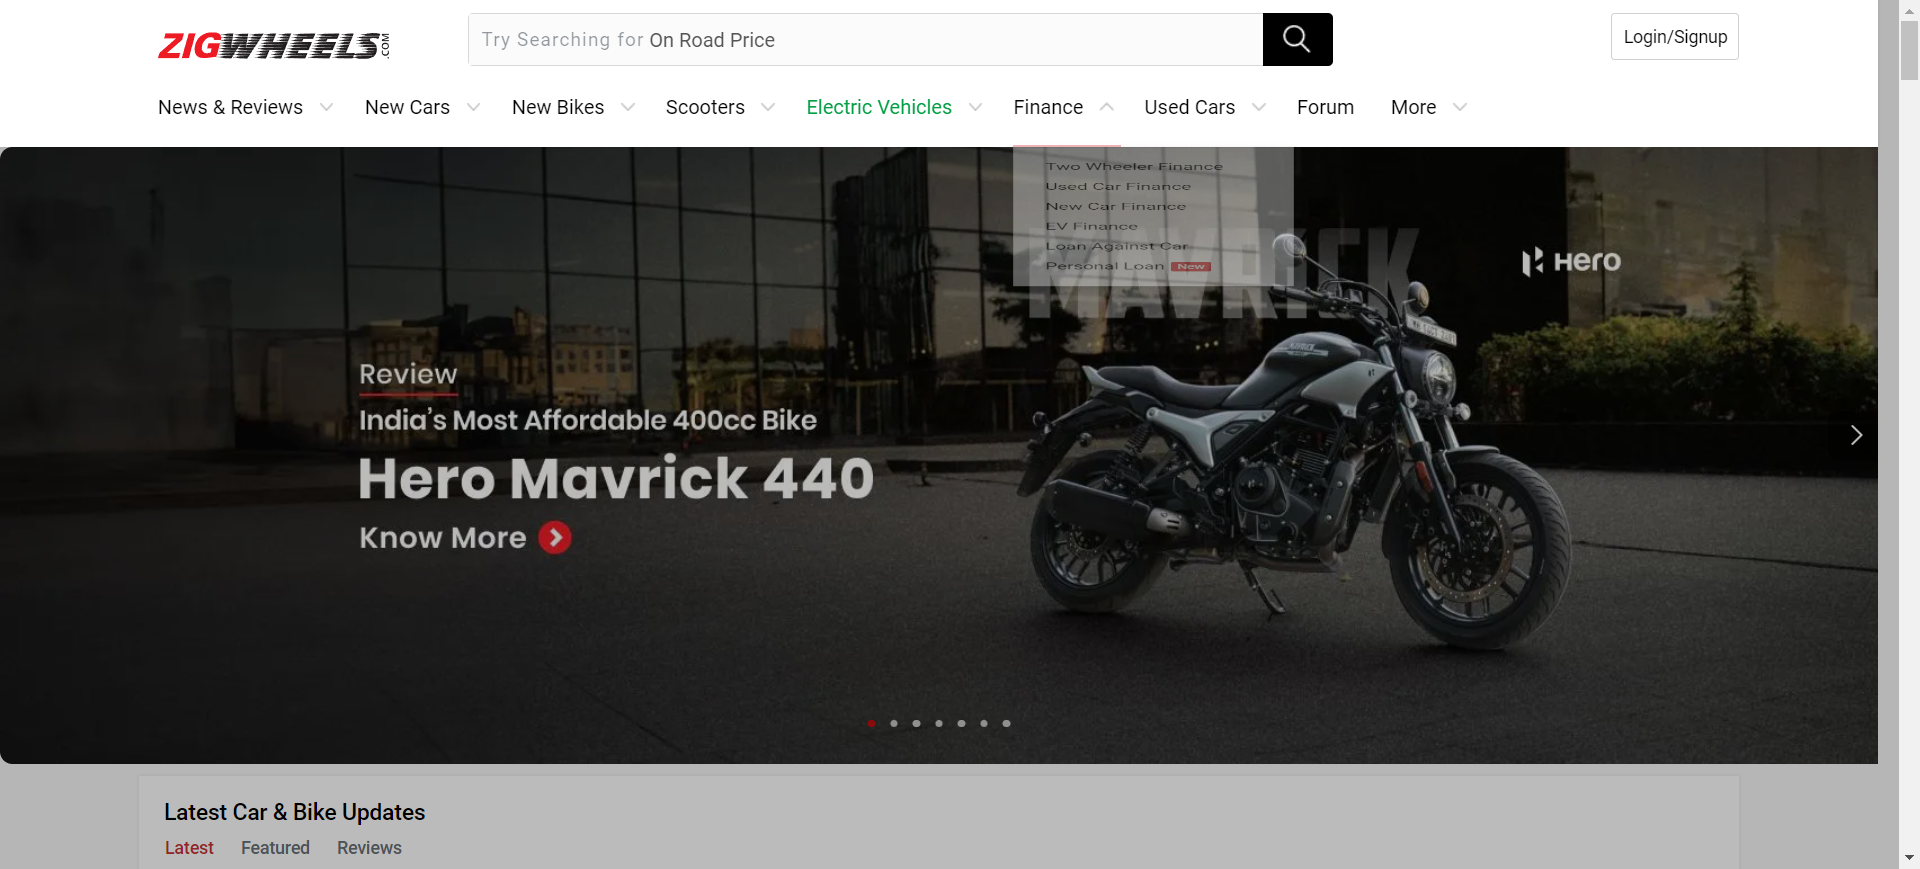 ZIGWHEELS.COM
Try Searching for On Road Price
Login/Signup
News & Reviews New Cars New Bikes Scooters Electric Vehicles Finance Used Cars Forum More
Two Wheeler Finance
Used Car Finance
New Car Finance
EV Finance
Loan Against Car
Personal Loan New
MAVRICK
Hero
Review
India's Most Affordable 400cc Bike
Hero Mavrick 440
Know More
Latest Car & Bike Updates
Latest Featured Reviews